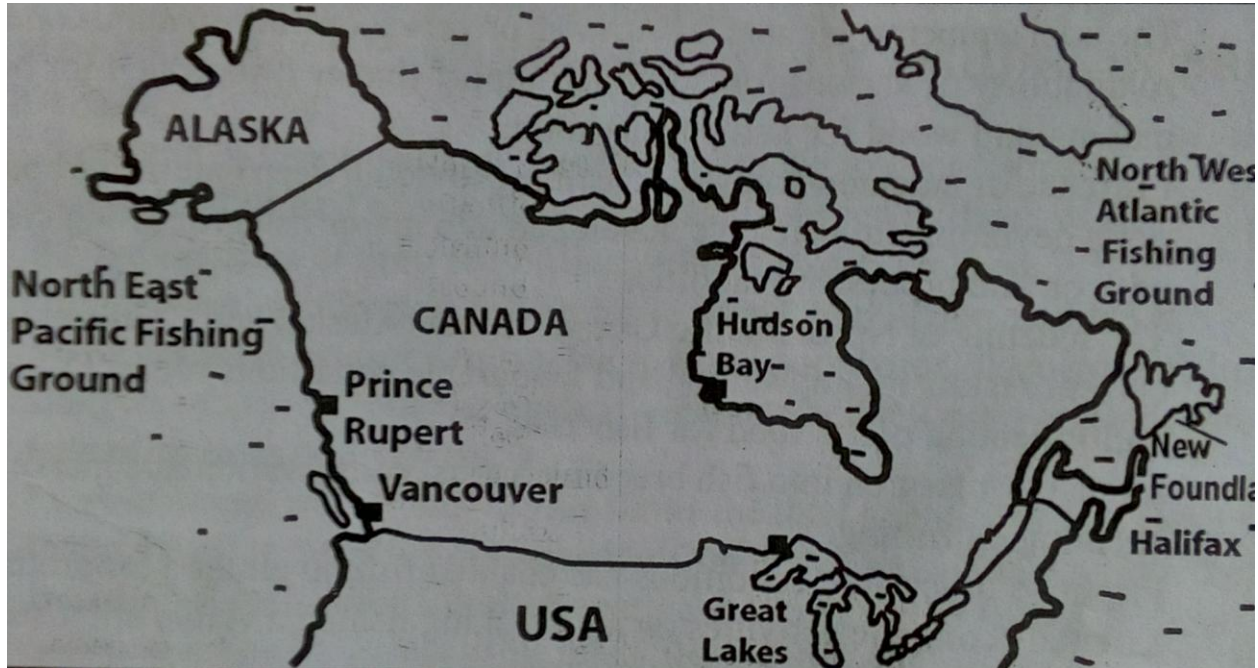 ALASKA
North Wes
Atlantic
Fishing
Ground
North East
Pacific Fishing
Ground
CANADA
Hudson
Bay
Prince
Rupert
Vancouver
New
Foundla
Halifax
USA
Great
Lakes